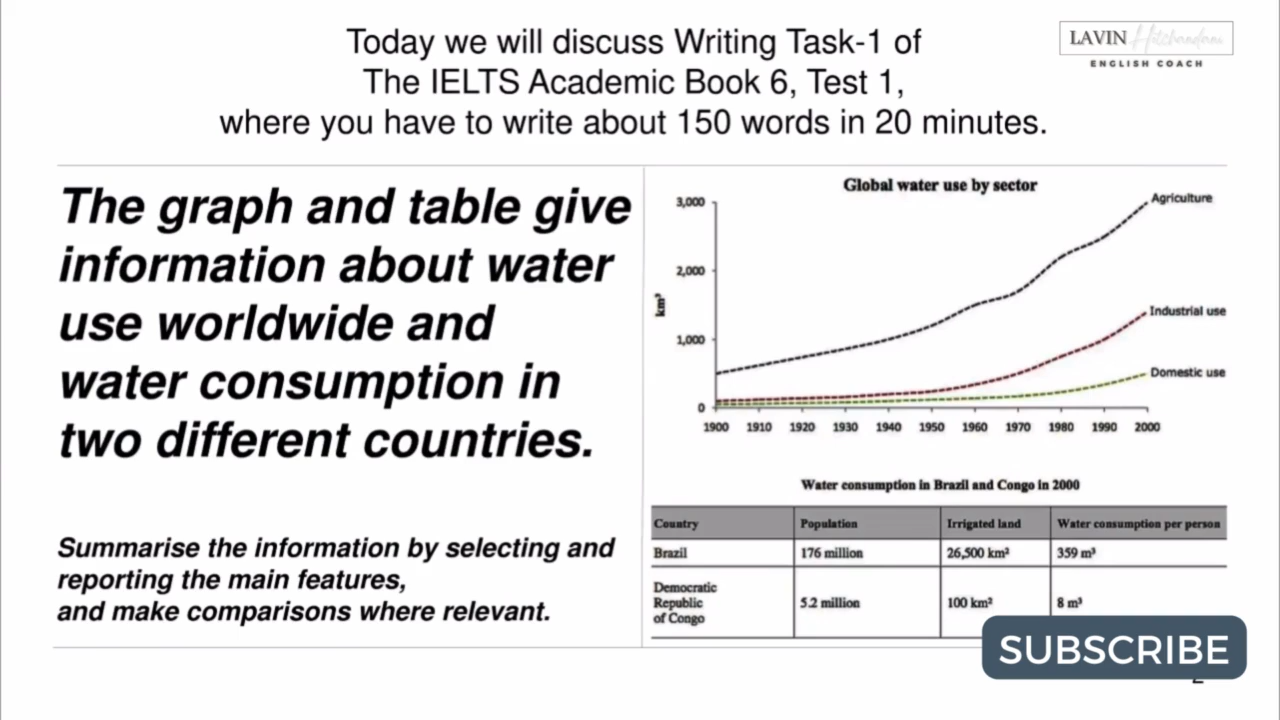 Today we will discuss Writing Task-1 of
The IELTS Academic Book 6, Test 1,
where you have to write about 150 words in 20 minutes.
LAVIN Hitchandani
ENGLISH COACH
The graph and table give
information about water
use worldwide and
water consumption in
two different countries.
Summarise the information by selecting and
reporting the main features,
and make comparisons where relevant.
Global water use by sector
3,000
2,000
1,000
0
km³
Agriculture
Industrial use
Domestic use
1900 1910 1920 1930 1940 1950 1960 1970 1980 1990 2000
Water consumption in Brazil and Congo in 2000
Country Population Irrigated land Water consumption per person
Brazil 176 million 26,500 km² 359 m³
Democratic
Republic
of Congo
5.2 million 100 km² 8 m³
SUBSCRIBE